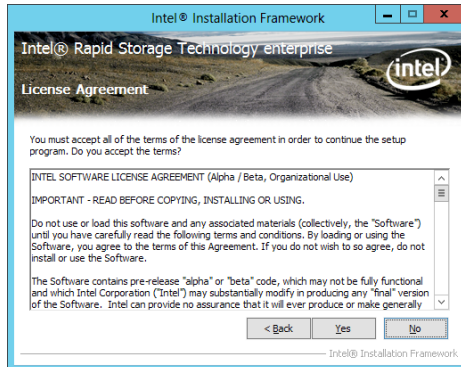 Intel® Installation Framework
Intel® Rapid Storage Technology enterprise
intel
License Agreement
You must accept all of the terms of the license agreement in order to continue the setup
program. Do you accept the terms?
INTEL SOFTWARE LICENSE AGREEMENT (Alpha / Beta, Organizational Use)
IMPORTANT - READ BEFORE COPYING, INSTALLING OR USING.
Do not use or load this software and any associated materials (collectively, the "Software")
until you have carefully read the following terms and conditions. By loading or using the
Software, you agree to the terms of this Agreement. If you do not wish to so agree, do not
install or use the Software.
The Software contains pre-release "alpha" or "beta" code, which may not be fully functional
and which Intel Corporation ("Intel") may substantially modify in producing any "final" version
of the Software. Intel can provide no assurance that it will ever produce or make generally
< Back Yes No
Intel® Installation Framework